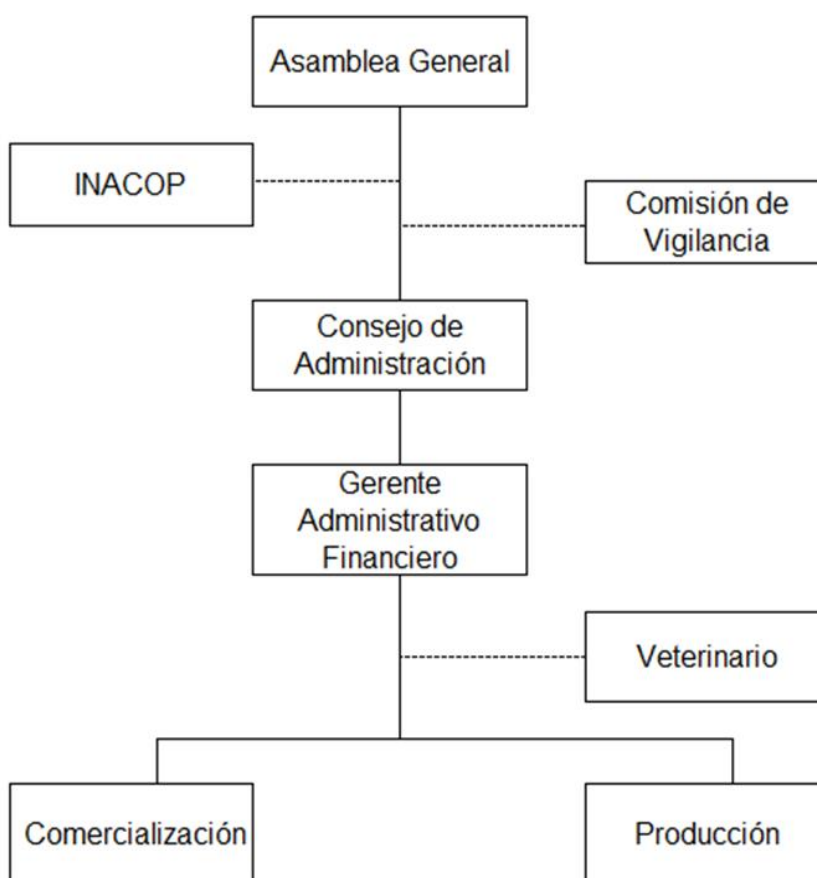 Asamblea General
INACOP
Comisión de
Vigilancia
Consejo de
Administración
Gerente
Administrativo
Financiero
Veterinario
Comercialización
Producción